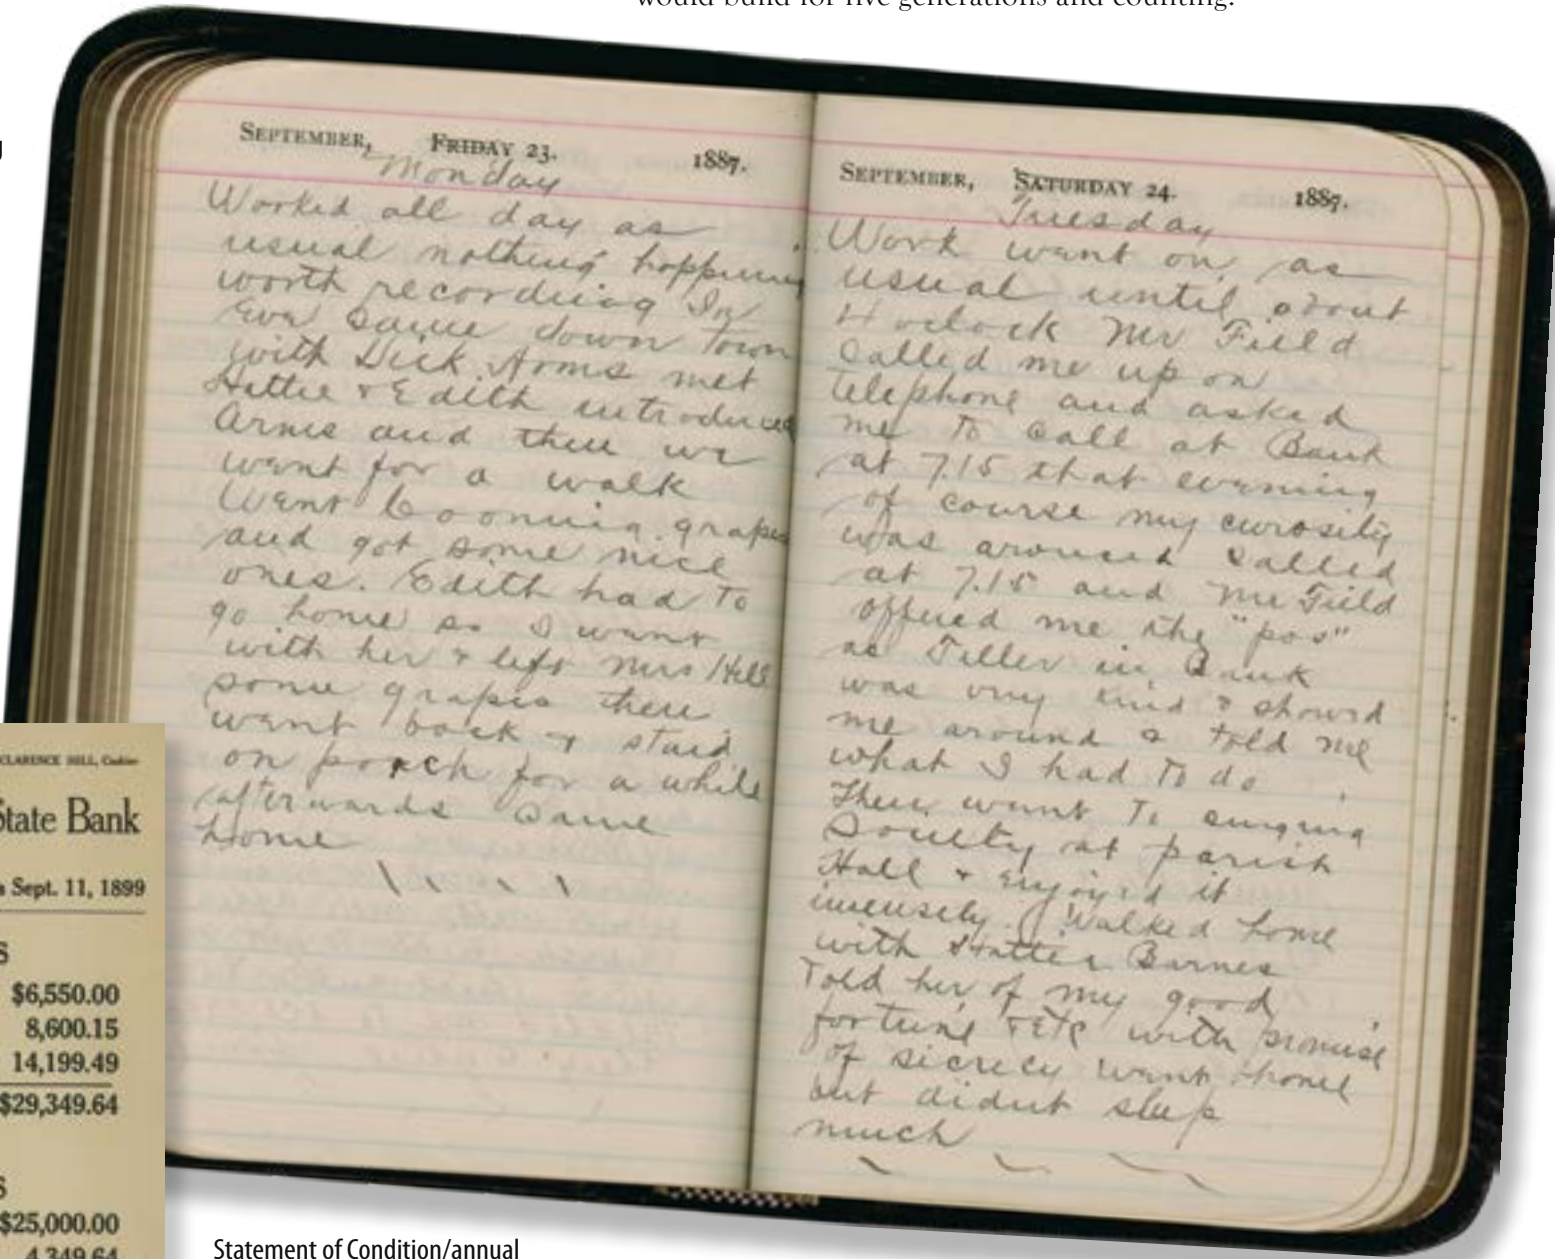 would build for five generations and counting.
SEPTEMBER, FRIDAY 23. 1887.
Monday
Worked all day as
usual nothing happening
worth recording In
Eve came down town
with Dick Arms met
Hattie & Edith introduced
Arms and then we
went for a walk
Went Cooning grapes
and got some nice
ones. Edith had to
go home so I went
with her & left Mrs Hill
some grapes then
went back & staid
on porch for a while
afterwards came
home
SEPTEMBER, SATURDAY 24. 1887.
Tuesday
Work went on as
usual until about
4 oclock Mr Field
called me up on
telephone and asked
me to call at Bank
at 7.15 that evening
of course my curosity
was aroused called
at 7.15 and Mr Field
offered me the "pos"
as Teller in Bank
was very kind & showed
me around & told me
what I had to do
Then went to singing
Society at parish
Hall & enjoyed it
imensely. Walked home
with Hattie Barnes
Told her of my good
fortune &etc with promise
of sicrecy went home
but didnt sleep
much
CLARENCE HILL, Cashier
State Bank
Sept. 11, 1899
S
$6,550.00
8,600.15
14,199.49
$29,349.64
S
$25,000.00
4,349.64
Statement of Condition/annual